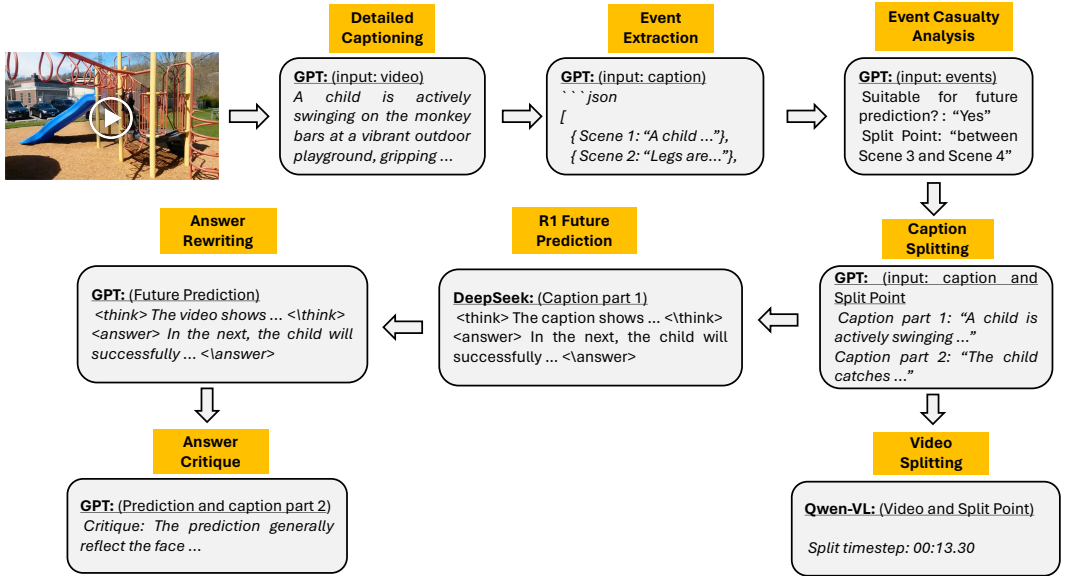 Detailed
Captioning
GPT: (input: video)
A child is actively
swinging on the monkey
bars at a vibrant outdoor
playground, gripping ...
Event
Extraction
GPT: (input: caption)
```json
[
{ Scene 1: “A child ...”},
{ Scene 2: “Legs are...”},
Event Casualty
Analysis
GPT: (input: events)
Suitable for future
prediction? : “Yes”
Split Point: “between
Scene 3 and Scene 4”
Caption
Splitting
GPT: (input: caption and
Split Point
Caption part 1: “A child is
actively swinging ...”
Caption part 2: “The child
catches ...”
R1 Future
Prediction
DeepSeek: (Caption part 1)
<think> The caption shows ... <\think>
<answer> In the next, the child will
successfully ... <\answer>
Answer
Rewriting
GPT: (Future Prediction)
<think> The video shows ... <\think>
<answer> In the next, the child will
successfully ... <\answer>
Answer
Critique
GPT: (Prediction and caption part 2)
Critique: The prediction generally
reflect the face ...
Video
Splitting
Qwen-VL: (Video and Split Point)
Split timestep: 00:13.30